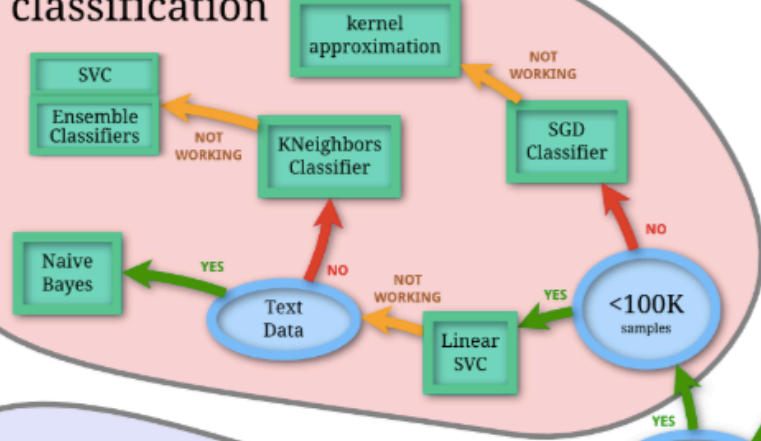 classification
kernel
approximation
NOT
WORKING
SVC
Ensemble
Classifiers
NOT
WORKING
KNeighbors
Classifier
SGD
Classifier
NO
Naive
Bayes
YES
NO
Text
Data
NOT
WORKING
YES
<100K
samples
Linear
SVC
YES